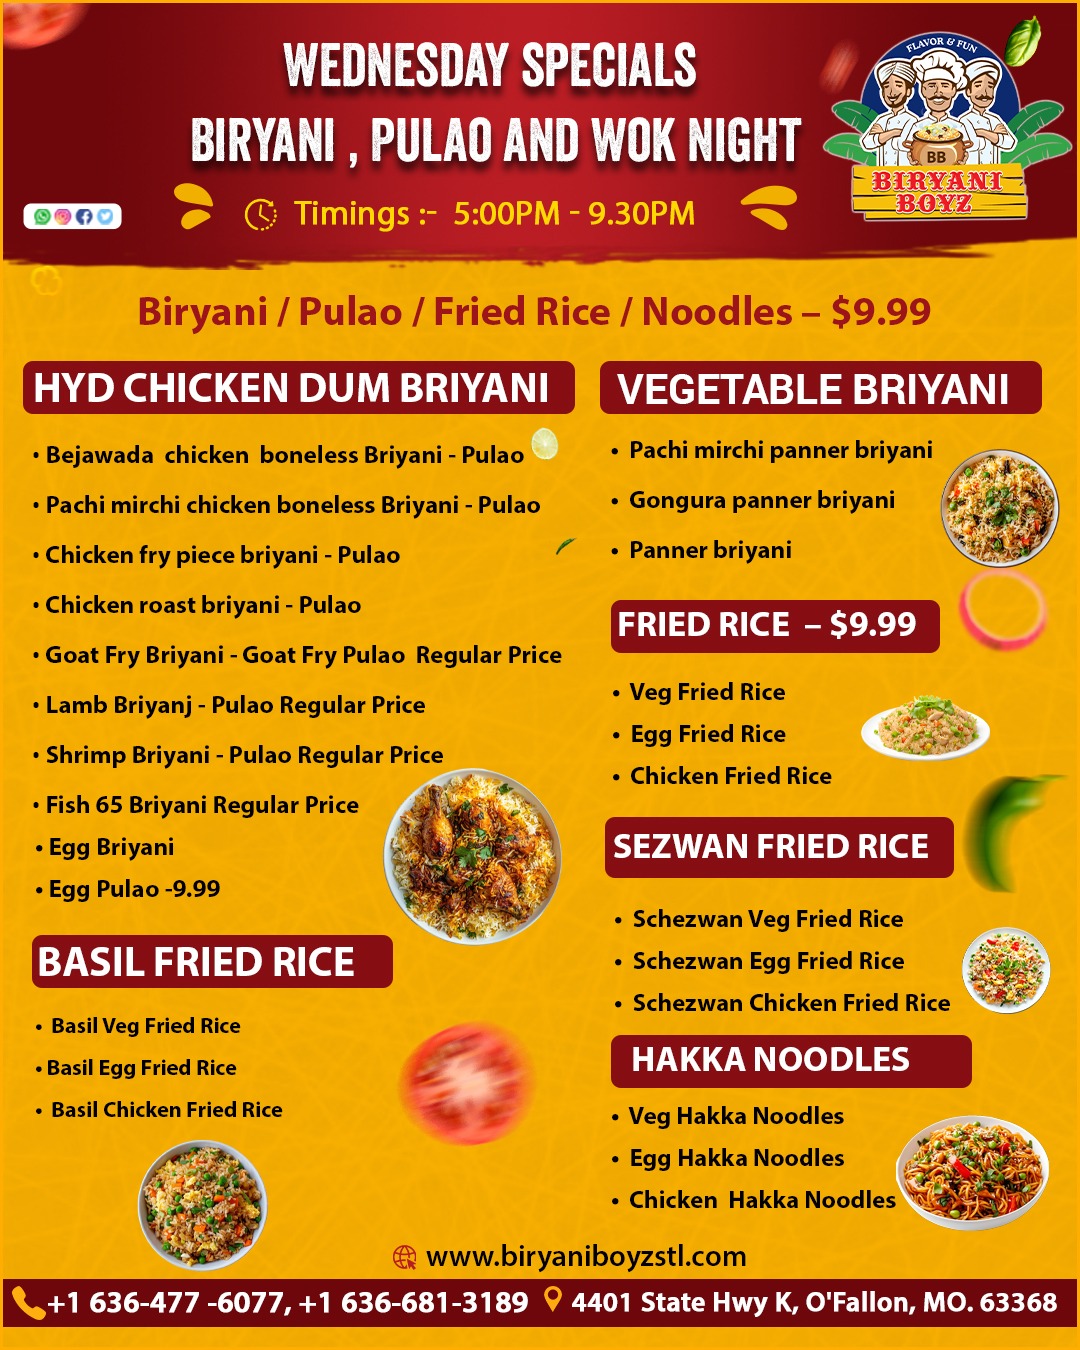 WEDNESDAY SPECIALS
BIRYANI , PULAO AND WOK NIGHT
FLAVOR & FUN
BB
BIRYANI
BOYZ
Timings :- 5:00PM - 9.30PM
Biryani / Pulao / Fried Rice / Noodles – $9.99
HYD CHICKEN DUM BRIYANI
• Bejawada chicken boneless Briyani - Pulao
• Pachi mirchi chicken boneless Briyani - Pulao
• Chicken fry piece briyani - Pulao
• Chicken roast briyani - Pulao
• Goat Fry Briyani - Goat Fry Pulao Regular Price
• Lamb Briyanj - Pulao Regular Price
• Shrimp Briyani - Pulao Regular Price
• Fish 65 Briyani Regular Price
• Egg Briyani
• Egg Pulao -9.99
BASIL FRIED RICE
• Basil Veg Fried Rice
• Basil Egg Fried Rice
• Basil Chicken Fried Rice
VEGETABLE BRIYANI
• Pachi mirchi panner briyani
• Gongura panner briyani
• Panner briyani
FRIED RICE – $9.99
• Veg Fried Rice
• Egg Fried Rice
• Chicken Fried Rice
SEZWAN FRIED RICE
• Schezwan Veg Fried Rice
• Schezwan Egg Fried Rice
• Schezwan Chicken Fried Rice
HAKKA NOODLES
• Veg Hakka Noodles
• Egg Hakka Noodles
• Chicken Hakka Noodles
www.biryaniboyzstl.com
+1 636-477 -6077, +1 636-681-3189 4401 State Hwy K, O'Fallon, MO. 63368